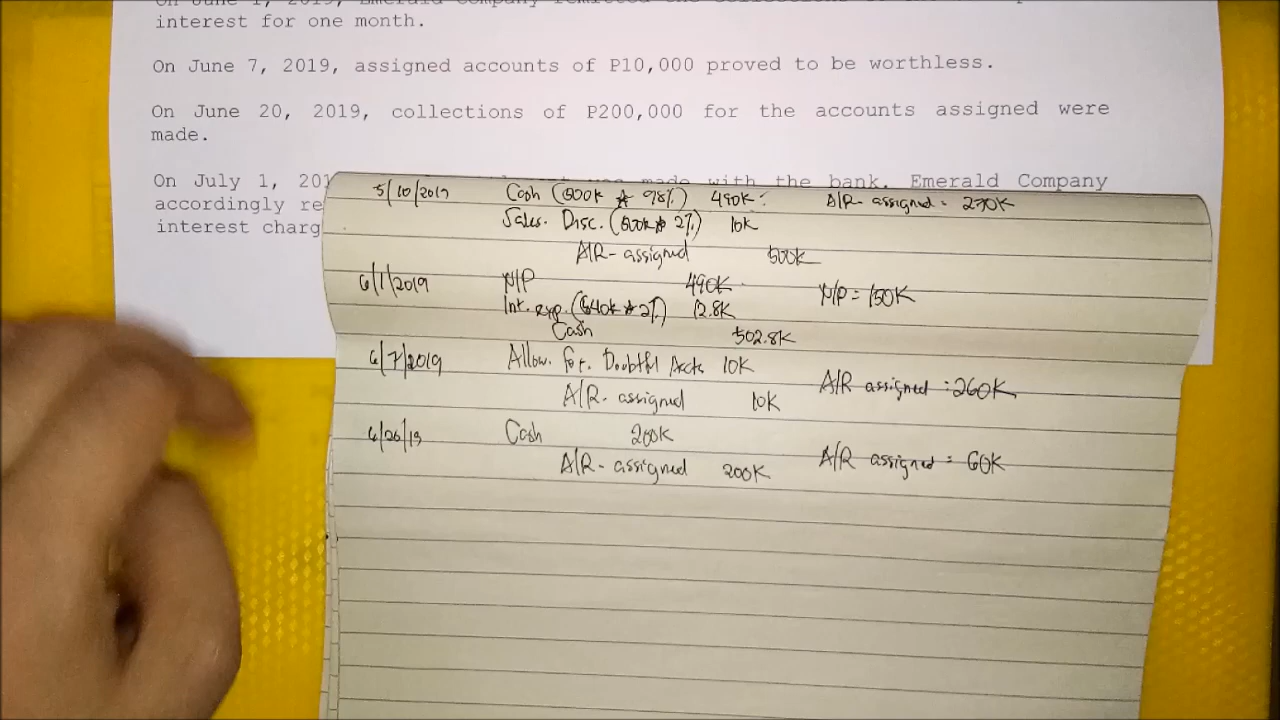 interest for one month.
On June 7, 2019, assigned accounts of P10,000 proved to be worthless.
On June 20, 2019, collections of P200,000 for the accounts assigned were
made.
On July 1, 201 made with the bank. Emerald Company
accordingly re
interest charg
5/10/2019 Cash (500k * 98%) 490k A/R- assigned = 270K
Sales. Disc. (500k * 2%) 10k
A/R- assigned 500k
6/1/2019 N/P 490k N/P = 150K
Int. exp. (640k * 2%) 12.8K
Cash 502.8K
6/7/2019 Allow. for. Doubtful Accts 10K A/R assigned = 260K
A/R- assigned 10K
Cash 200K A/R assigned = 60K
A/R- assigned 200K